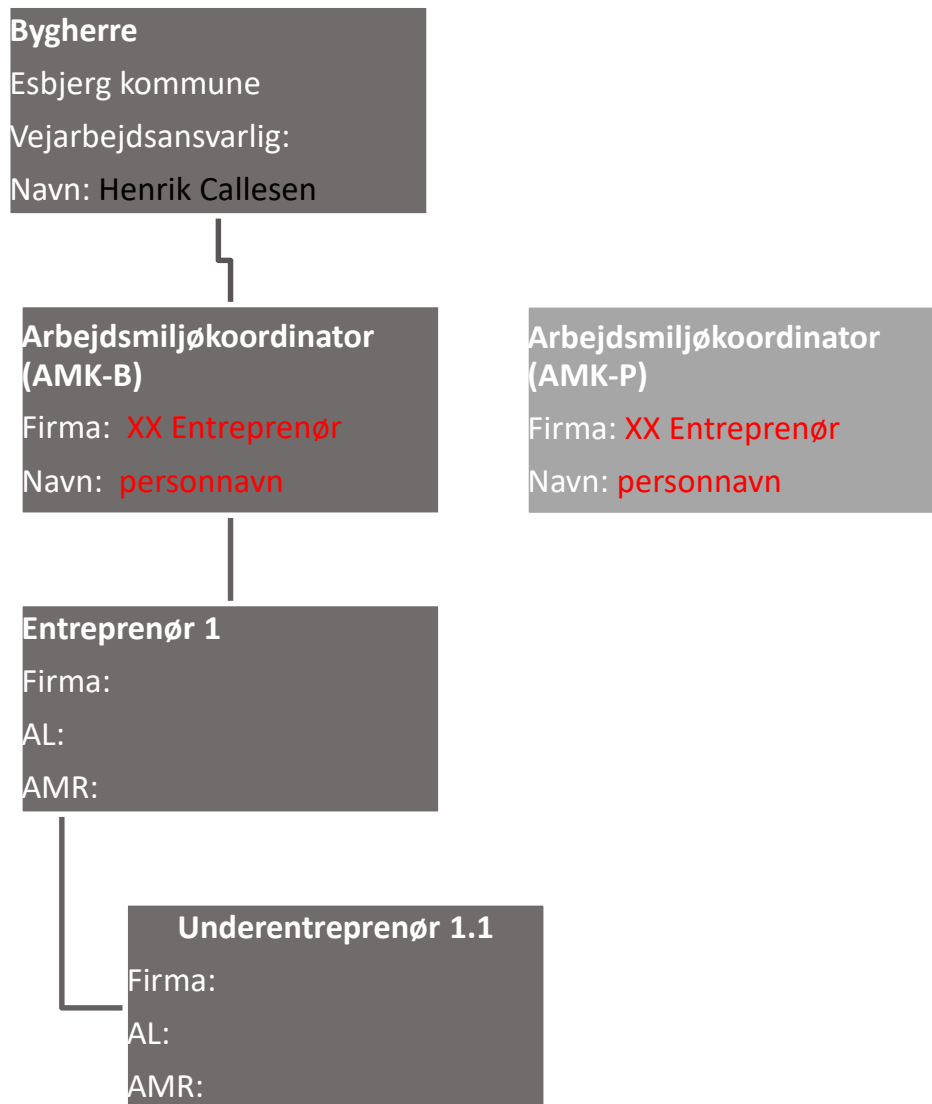 Bygherre
Esbjerg kommune
Vejarbejdsansvarlig:
Navn: Henrik Callesen
Arbejdsmiljøkoordinator
(AMK-B)
Firma: XX Entreprenør
Navn: personnavn
Arbejdsmiljøkoordinator
(AMK-P)
Firma: XX Entreprenør
Navn: personnavn
Entreprenør 1
Firma:
AL:
AMR:
Underentreprenør 1.1
Firma:
AL:
AMR: